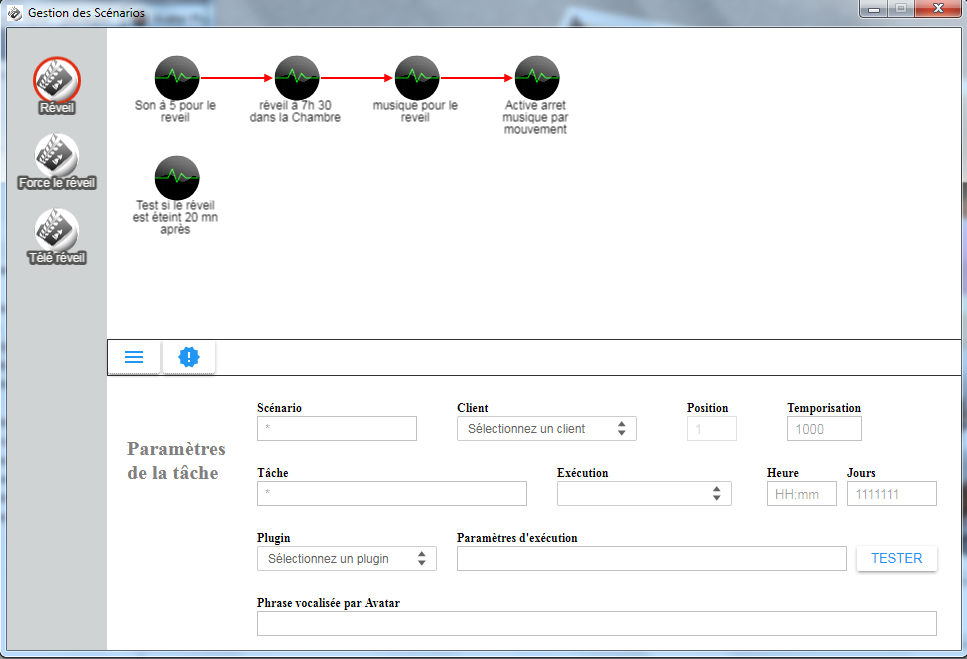 Gestion des Scénarios
Réveil
Force le réveil
Télé réveil
Son à 5 pour le
reveil
réveil à 7h 30
dans la Chambre
musique pour le
reveil
Active arret
musique par
mouvement
Test si le réveil
est éteint 20 mn
après
Paramètres
de la tâche
Scénario
*
Client
Sélectionnez un client
Position
1
Temporisation
1000
Tâche
*
Exécution
Heure
HH:mm
Jours
1111111
Plugin
Sélectionnez un plugin
Paramètres d'exécution
TESTER
Phrase vocalisée par Avatar